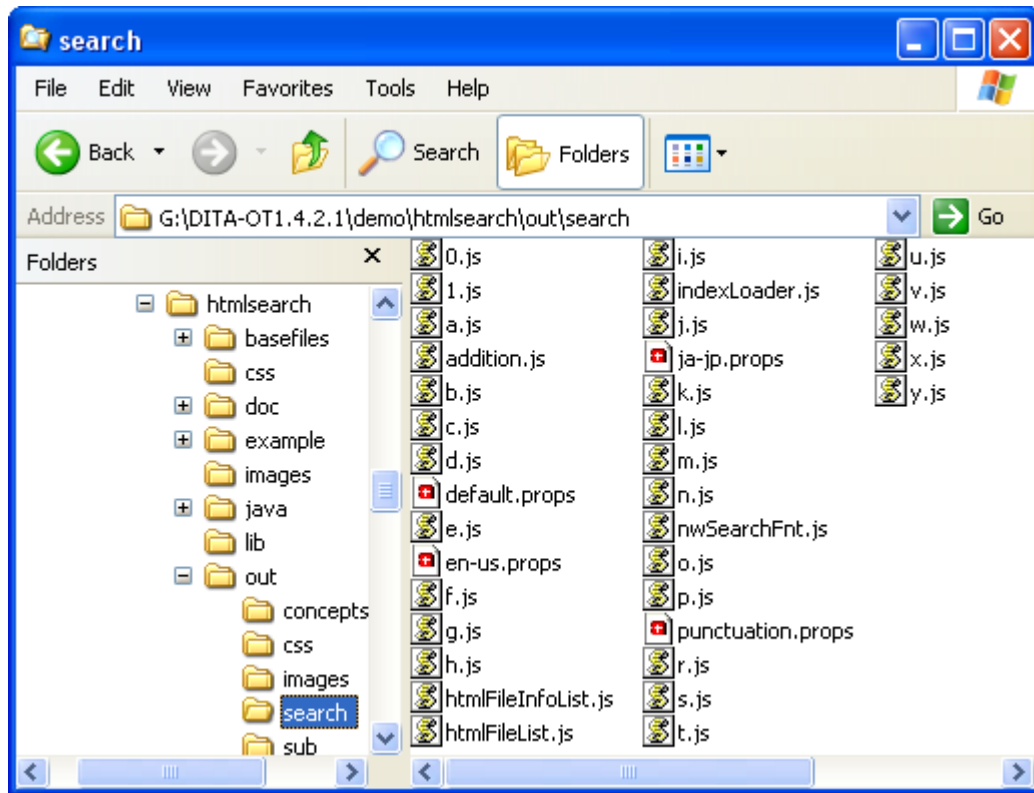 search
File Edit View Favorites Tools Help
Back Search Folders
Address G:\DITA-OT1.4.2.1\demo\htmlsearch\out\search Go
Folders
htmlsearch
basefiles
css
doc
example
images
java
lib
out
concepts
css
images
search
sub
0.js
1.js
a.js
addition.js
b.js
c.js
d.js
default.props
e.js
en-us.props
f.js
g.js
h.js
htmlFileInfoList.js
htmlFileList.js
i.js
indexLoader.js
j.js
ja-jp.props
k.js
l.js
m.js
n.js
nwSearchFnt.js
o.js
p.js
punctuation.props
r.js
s.js
t.js
u.js
v.js
w.js
x.js
y.js